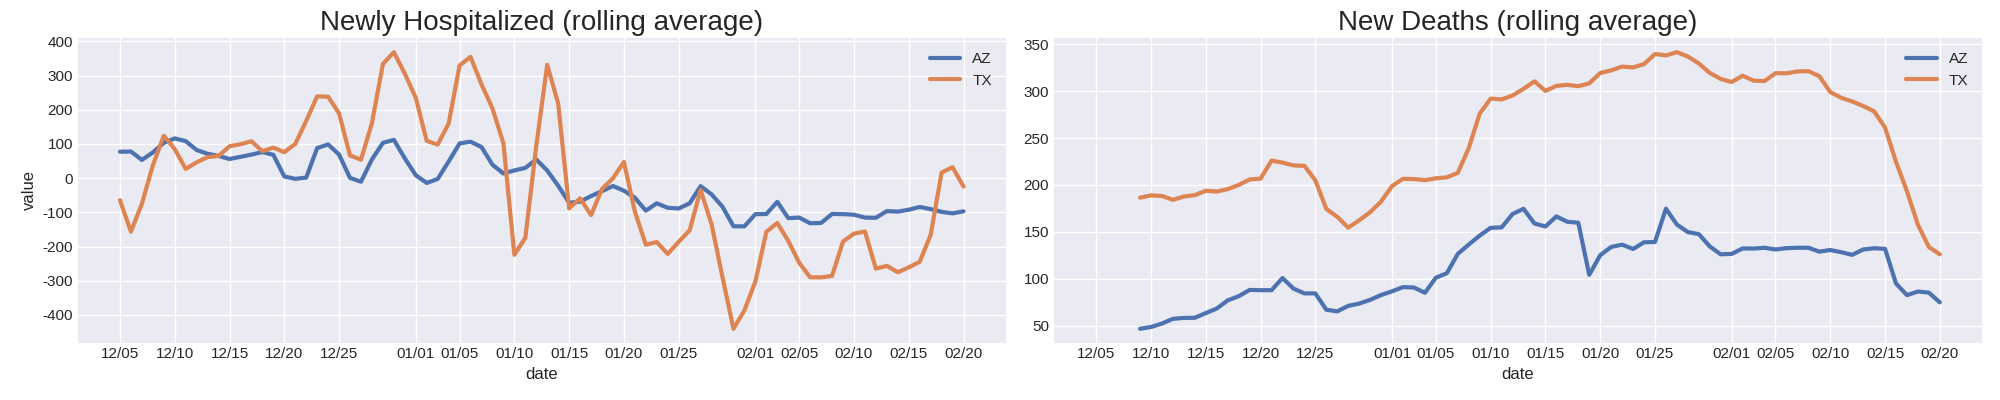 Newly Hospitalized (rolling average)
value
400
300
200
100
0
-100
-200
-300
-400
AZ
TX
12/05 12/10 12/15 12/20 12/25 01/01 01/05 01/10 01/15 01/20 01/25 02/01 02/05 02/10 02/15 02/20
date
New Deaths (rolling average)
350
300
250
200
150
100
50
AZ
TX
12/05 12/10 12/15 12/20 12/25 01/01 01/05 01/10 01/15 01/20 01/25 02/01 02/05 02/10 02/15 02/20
date